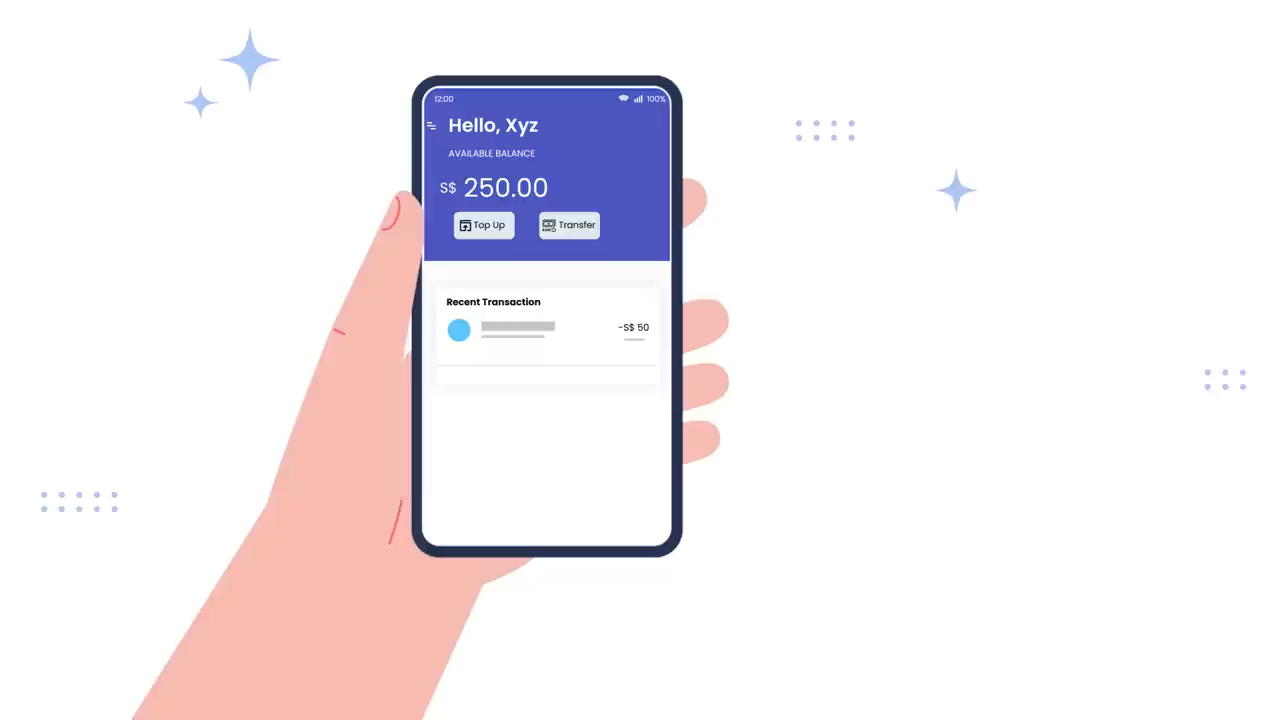 12:00 100%
Hello, Xyz
AVAILABLE BALANCE
S$ 250.00
Top Up Transfer
Recent Transaction
-S$ 50